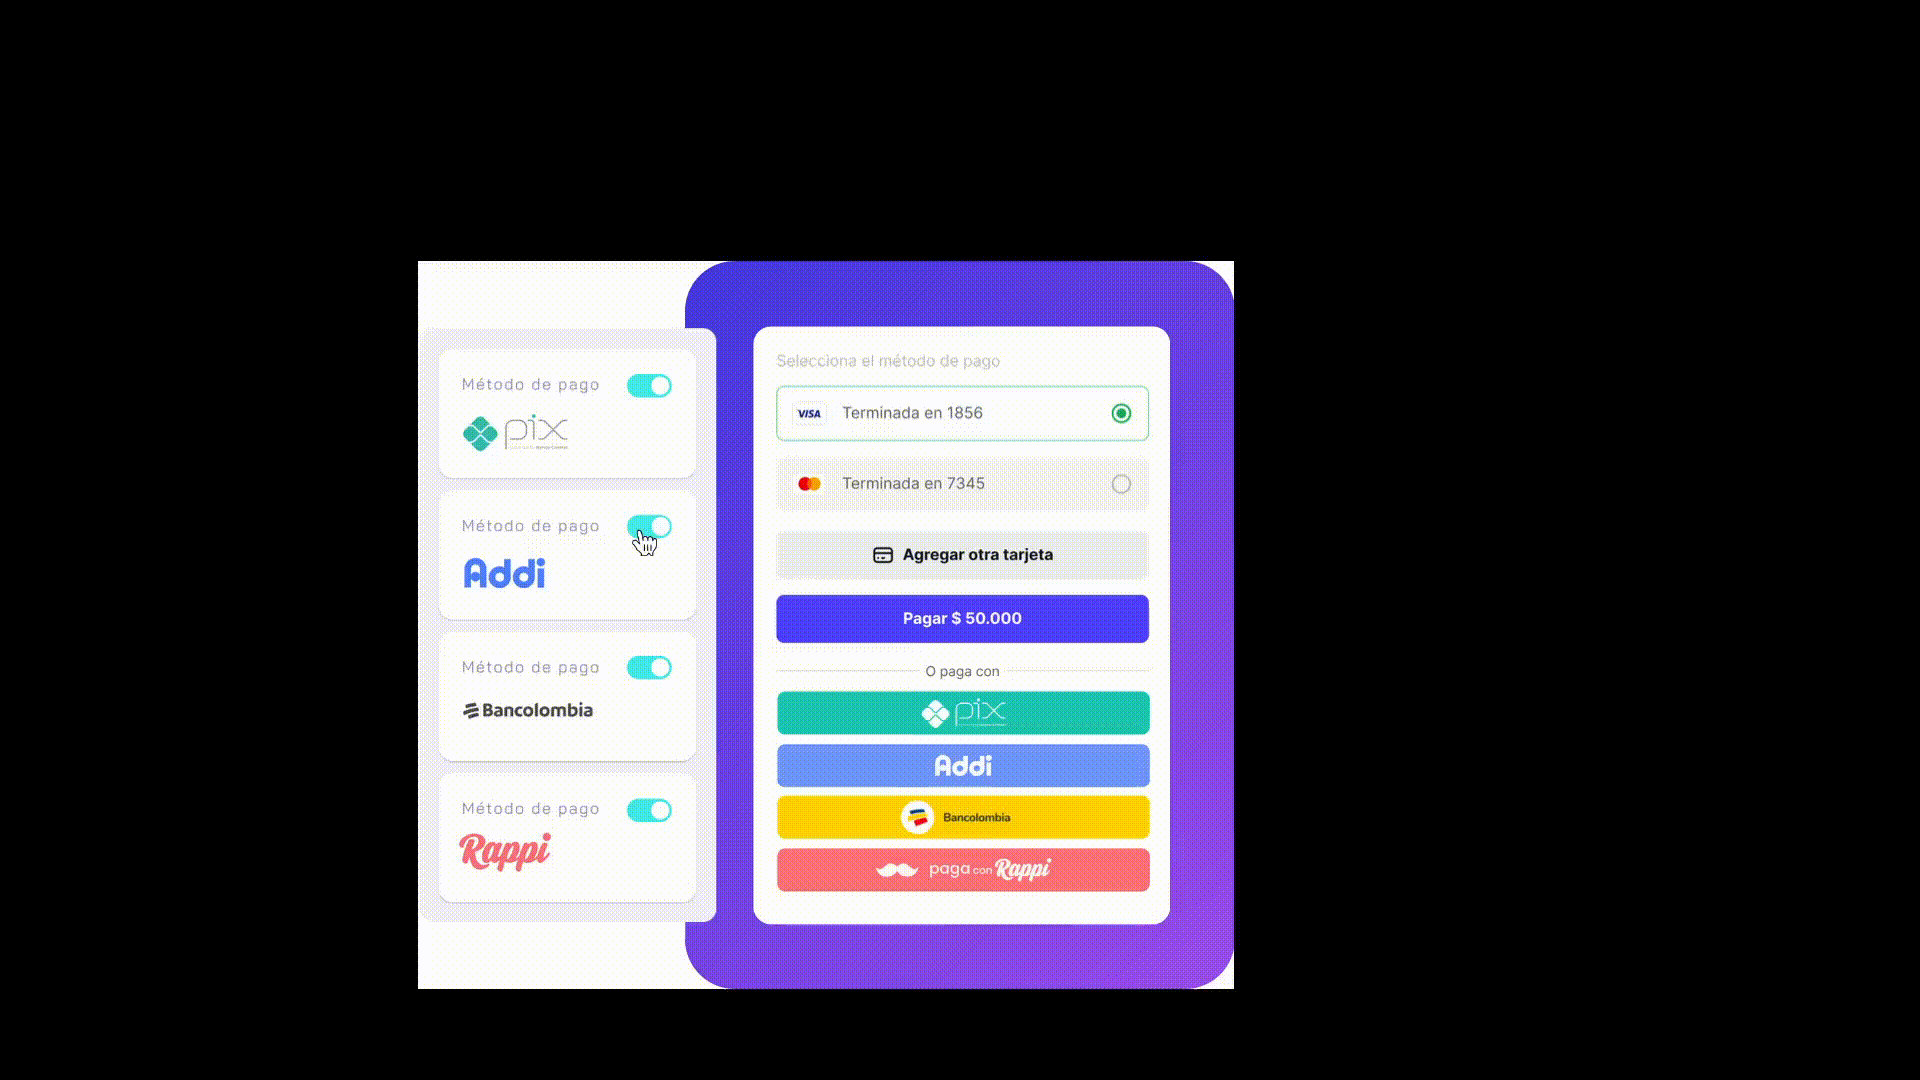 Método de pago
pix
Método de pago
Addi
Método de pago
Bancolombia
Método de pago
Rappi
Selecciona el método de pago
VISA Terminada en 1856
Terminada en 7345
Agregar otra tarjeta
Pagar $ 50.000
O paga con
pix
Addi
Bancolombia
paga con Rappi